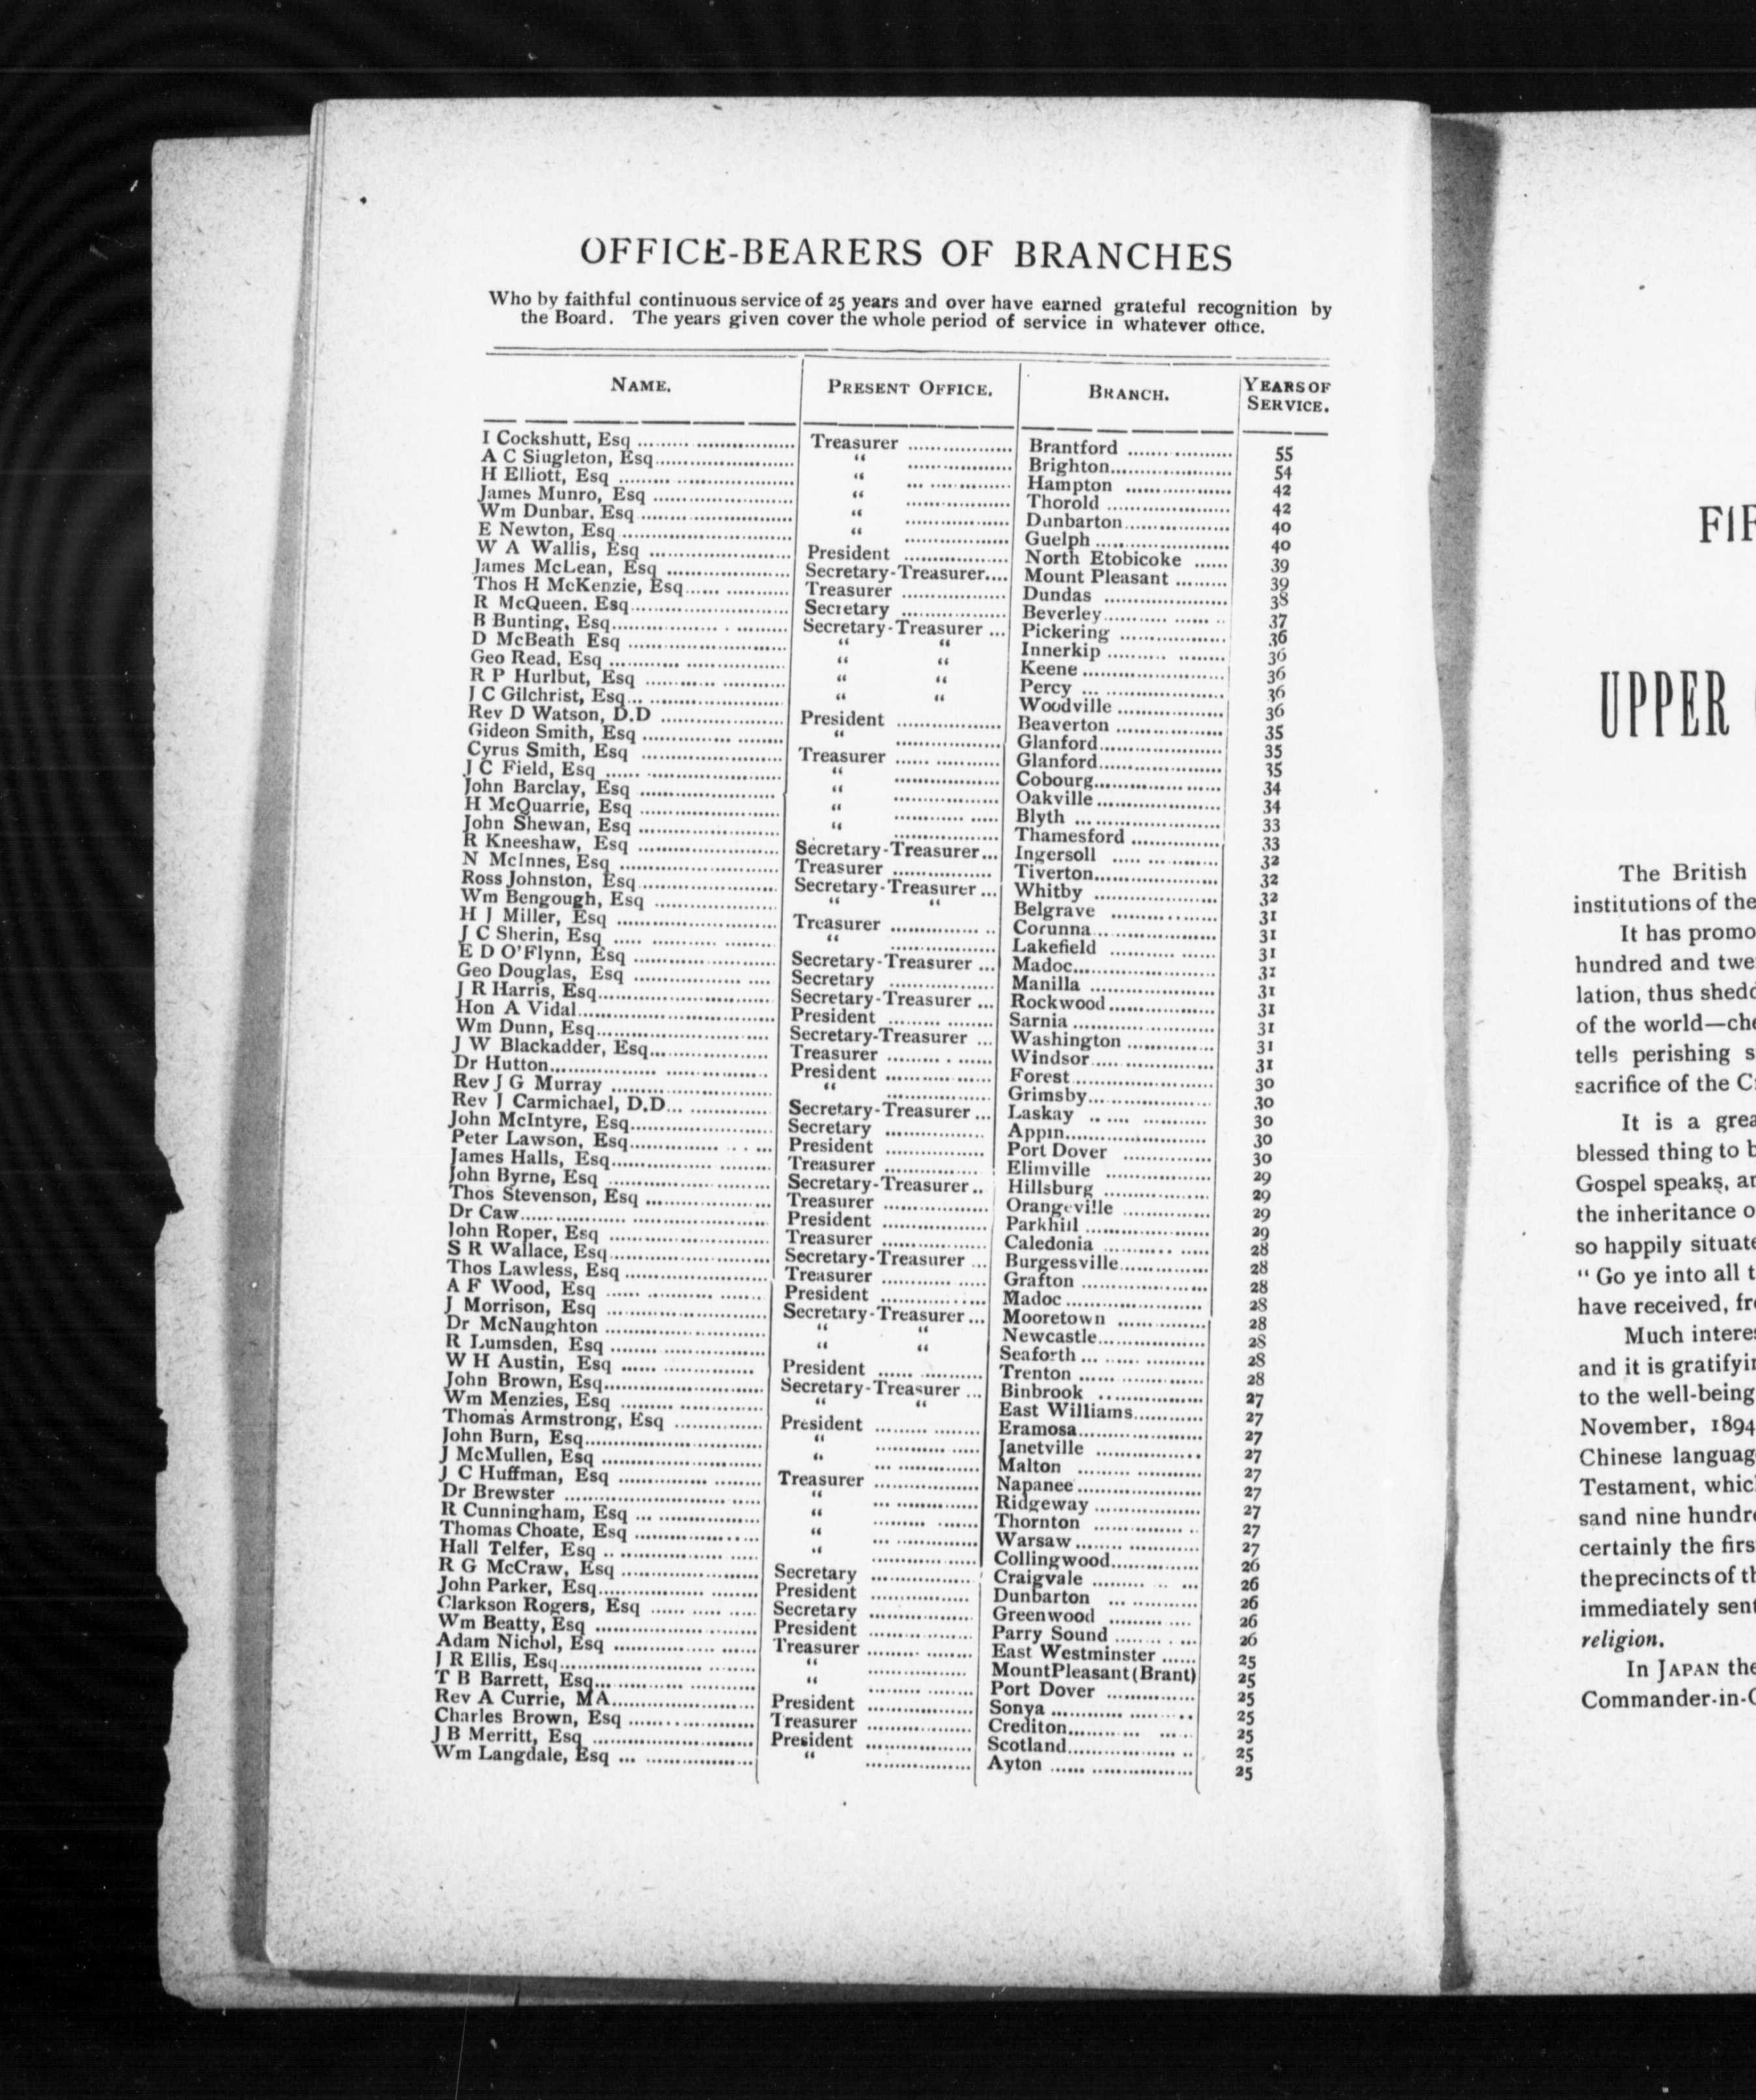 OFFICE-BEARERS OF BRANCHES
Who by faithful continuous service of 25 years and over have earned grateful recognition by
the Board. The years given cover the whole period of service in whatever office.
NAME. PRESENT OFFICE. BRANCH. YEARS OF SERVICE.
I Cockshutt, Esq Treasurer Brantford 55
A C Siugleton, Esq " Brighton 54
H Elliott, Esq " Hampton 42
James Munro, Esq " Thorold 42
Wm Dunbar, Esq " Dunbarton 40
E Newton, Esq " Guelph 40
W A Wallis, Esq President North Etobicoke 39
James McLean, Esq Secretary-Treasurer Mount Pleasant 39
Thos H McKenzie, Esq Treasurer Dundas 38
R McQueen, Esq Secretary Beverley 37
B Bunting, Esq Secretary-Treasurer Pickering 36
D McBeath Esq " " Innerkip 36
Geo Read, Esq " " Keene 36
R P Hurlbut, Esq " " Percy 36
J C Gilchrist, Esq " " Woodville 36
Rev D Watson, D.D President Beaverton 35
Gideon Smith, Esq " Glanford 35
Cyrus Smith, Esq Treasurer Glanford 35
J C Field, Esq " Cobourg 34
John Barclay, Esq " Oakville 34
H McQuarrie, Esq " Blyth 33
John Shewan, Esq " Thamesford 33
R Kneeshaw, Esq Secretary-Treasurer Ingersoll 32
N McInnes, Esq Treasurer Tiverton 32
Ross Johnston, Esq Secretary-Treasurer Whitby 32
Wm Bengough, Esq " " Belgrave 31
H J Miller, Esq Treasurer Corunna 31
J C Sherin, Esq " Lakefield 31
E D O'Flynn, Esq Secretary-Treasurer Madoc 31
Geo Douglas, Esq Secretary Manilla 31
J R Harris, Esq Secretary-Treasurer Rockwood 31
Hon A Vidal President Sarnia 31
Wm Dunn, Esq Secretary-Treasurer Washington 31
J W Blackadder, Esq Treasurer Windsor 31
Dr Hutton President Forest 30
Rev J G Murray " Grimsby 30
Rev J Carmichael, D.D Secretary-Treasurer Laskay 30
John McIntyre, Esq Secretary Appin 30
Peter Lawson, Esq President Port Dover 30
James Halls, Esq Treasurer Elimville 29
John Byrne, Esq Secretary-Treasurer Hillsburg 29
Thos Stevenson, Esq Treasurer Orangeville 29
Dr Caw President Parkhill 29
John Roper, Esq Treasurer Caledonia 28
S R Wallace, Esq Secretary-Treasurer Burgessville 28
Thos Lawless, Esq Treasurer Grafton 28
A F Wood, Esq President Madoc 28
J Morrison, Esq Secretary-Treasurer Mooretown 28
Dr McNaughton " " Newcastle 28
R Lumsden, Esq " " Seaforth 28
W H Austin, Esq President Trenton 28
John Brown, Esq Secretary-Treasurer Binbrook 27
Wm Menzies, Esq " " East Williams 27
Thomas Armstrong, Esq President Eramosa 27
John Burn, Esq " Janetville 27
J McMullen, Esq " Malton 27
J C Huffman, Esq Treasurer Napanee 27
Dr Brewster " Ridgeway 27
R Cunningham, Esq " Thornton 27
Thomas Choate, Esq " Warsaw 27
Hall Telfer, Esq " Collingwood 26
R G McCraw, Esq Secretary Craigvale 26
John Parker, Esq President Dunbarton 26
Clarkson Rogers, Esq Secretary Greenwood 26
Wm Beatty, Esq President Parry Sound 26
Adam Nichol, Esq Treasurer East Westminster 25
J R Ellis, Esq " MountPleasant (Brant) 25
T B Barrett, Esq " Port Dover 25
Rev A Currie, MA President Sonya 25
Charles Brown, Esq Treasurer Crediton 25
J B Merritt, Esq President Scotland 25
Wm Langdale, Esq " Ayton 25
UPPER
The British
institutions of the
It has promo
hundred and twe
lation, thus shedd
of the world—che
tells perishing s
sacrifice of the C
It is a grea
blessed thing to b
Gospel speaks, ar
the inheritance o
so happily situate
" Go ye into all t
have received, fr
Much interes
and it is gratifyin
to the well-being
November, 1894
Chinese languag
Testament, whic
sand nine hundre
certainly the firs
the precincts of th
immediately sent
religion.
In JAPAN the
Commander-in-C